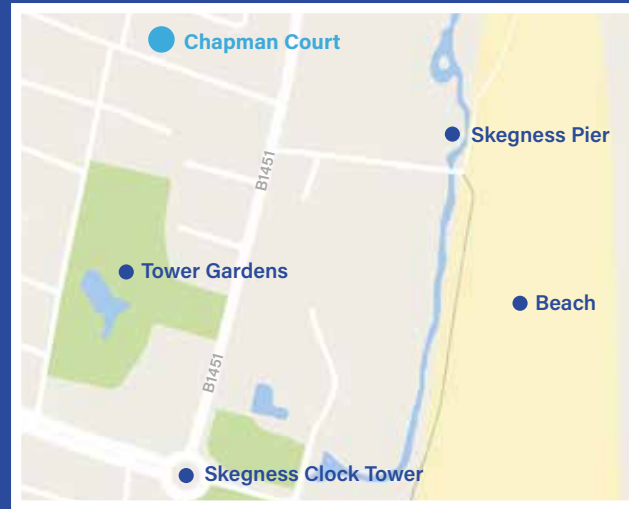 Chapman Court
Skegness Pier
B1451
Tower Gardens
Beach
B1451
Skegness Clock Tower